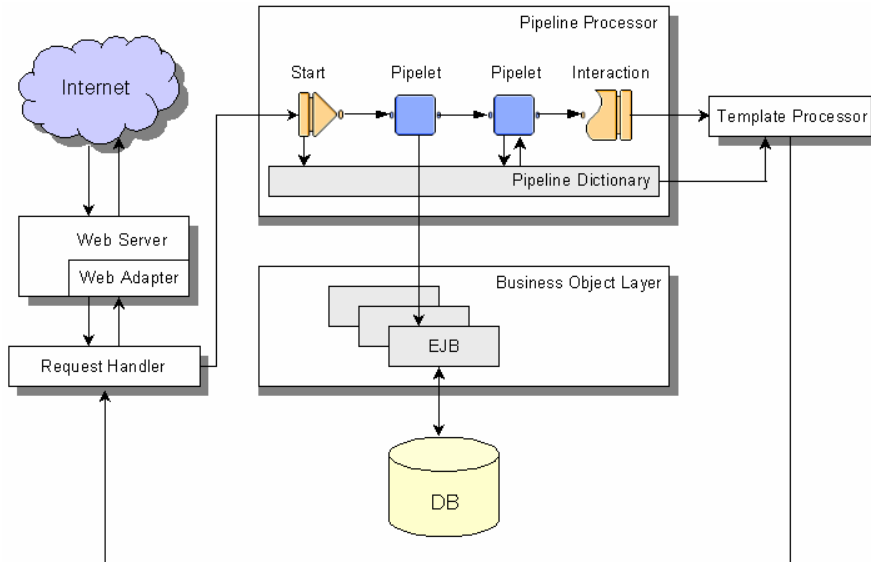 Pipeline Processor
Internet
Start
Pipelet
Pipelet
Interaction
Template Processor
Pipeline Dictionary
Web Server
Web Adapter
Business Object Layer
EJB
Request Handler
DB